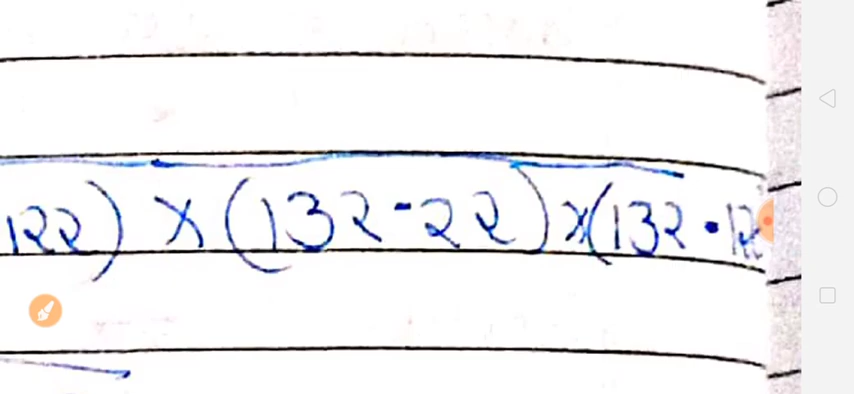 122) × (132-22) × (132-12